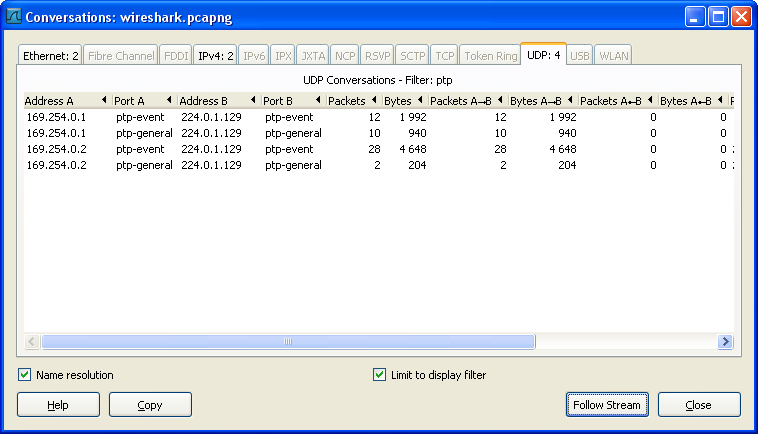 Conversations: wireshark.pcapng
Ethernet: 2 Fibre Channel FDDI IPv4: 2 IPv6 IPX JXTA NCP RSVP SCTP TCP Token Ring UDP: 4 USB WLAN
UDP Conversations - Filter: ptp
Address A Port A Address B Port B Packets Bytes Packets A→B Bytes A→B Packets A←B Bytes A←B
169.254.0.1 ptp-event 224.0.1.129 ptp-event 12 1 992 12 1 992 0 0
169.254.0.1 ptp-general 224.0.1.129 ptp-general 10 940 10 940 0 0
169.254.0.2 ptp-event 224.0.1.129 ptp-event 28 4 648 28 4 648 0 0
169.254.0.2 ptp-general 224.0.1.129 ptp-general 2 204 2 204 0 0
Name resolution Limit to display filter
Help Copy Follow Stream Close